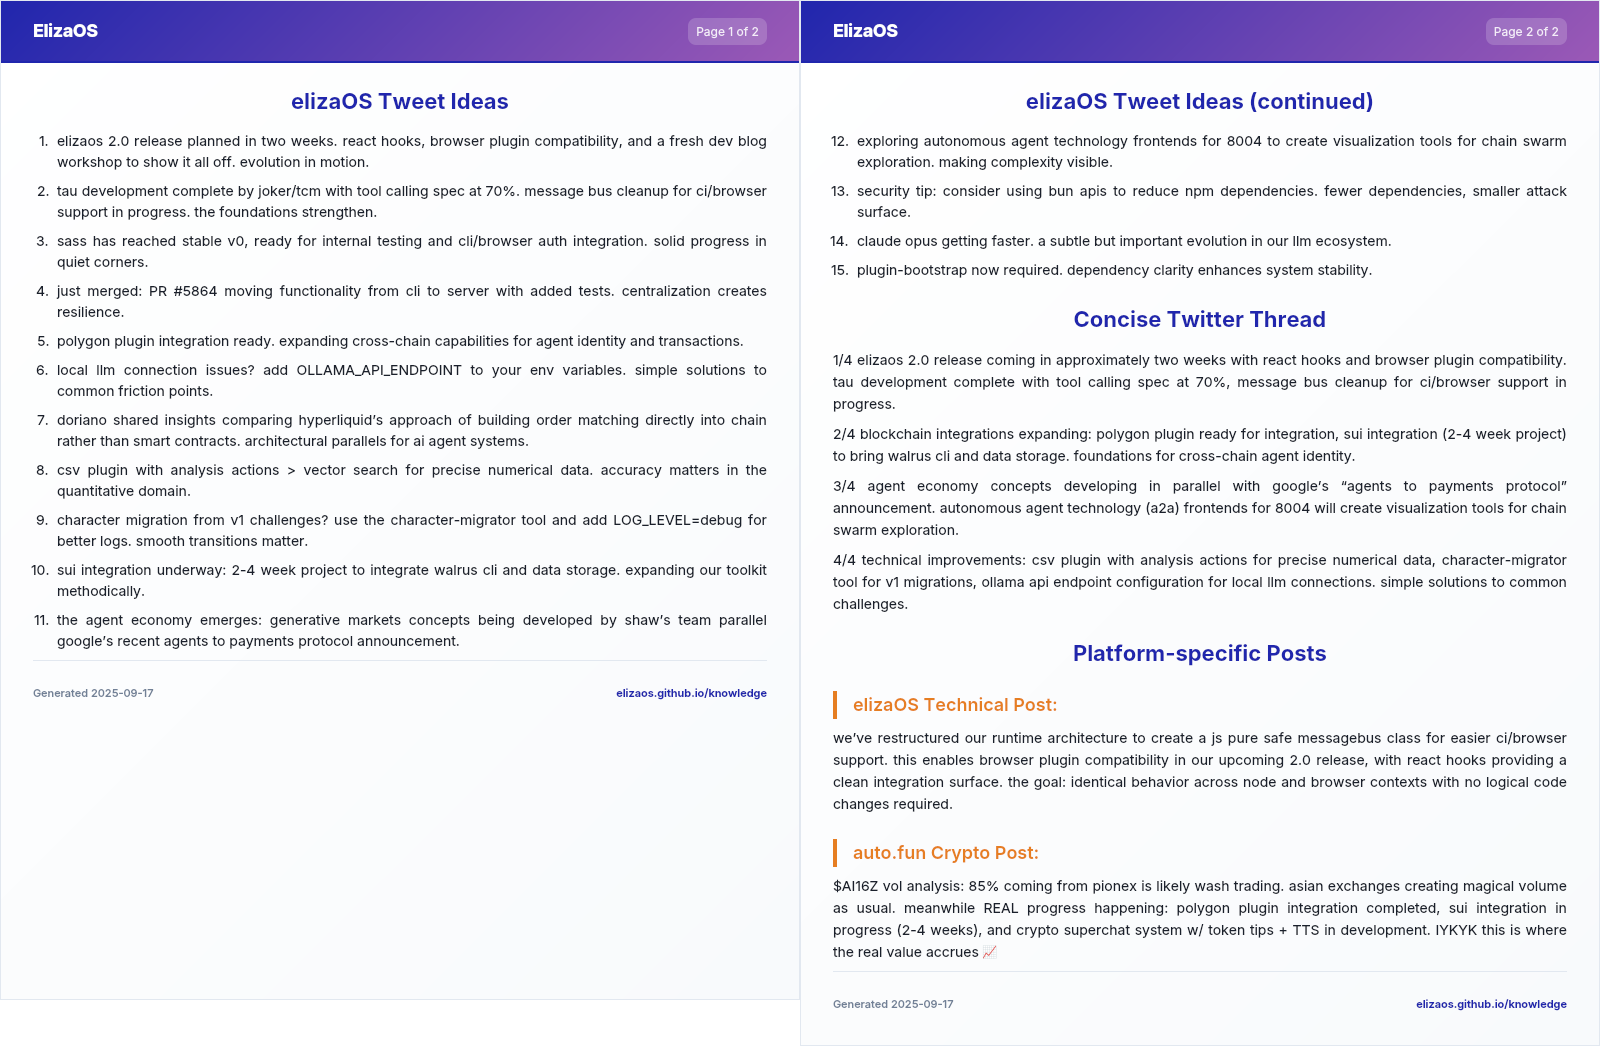 ElizaOS
Page 1 of 2
elizaOS Tweet Ideas
1. elizaos 2.0 release planned in two weeks. react hooks, browser plugin compatibility, and a fresh dev blog
workshop to show it all off. evolution in motion.
2. tau development complete by joker/tcm with tool calling spec at 70%. message bus cleanup for ci/browser
support in progress. the foundations strengthen.
3. sass has reached stable v0, ready for internal testing and cli/browser auth integration. solid progress in
quiet corners.
4. just merged: PR #5864 moving functionality from cli to server with added tests. centralization creates
resilience.
5. polygon plugin integration ready. expanding cross-chain capabilities for agent identity and transactions.
6. local llm connection issues? add OLLAMA_API_ENDPOINT to your env variables. simple solutions to
common friction points.
7. doriano shared insights comparing hyperliquid’s approach of building order matching directly into chain
rather than smart contracts. architectural parallels for ai agent systems.
8. csv plugin with analysis actions > vector search for precise numerical data. accuracy matters in the
quantitative domain.
9. character migration from v1 challenges? use the character-migrator tool and add LOG_LEVEL=debug for
better logs. smooth transitions matter.
10. sui integration underway: 2-4 week project to integrate walrus cli and data storage. expanding our toolkit
methodically.
11. the agent economy emerges: generative markets concepts being developed by shaw’s team parallel
google’s recent agents to payments protocol announcement.
Generated 2025-09-17
elizaos.github.io/knowledge
ElizaOS
Page 2 of 2
elizaOS Tweet Ideas (continued)
12. exploring autonomous agent technology frontends for 8004 to create visualization tools for chain swarm
exploration. making complexity visible.
13. security tip: consider using bun apis to reduce npm dependencies. fewer dependencies, smaller attack
surface.
14. claude opus getting faster. a subtle but important evolution in our llm ecosystem.
15. plugin-bootstrap now required. dependency clarity enhances system stability.
Concise Twitter Thread
1/4 elizaos 2.0 release coming in approximately two weeks with react hooks and browser plugin compatibility.
tau development complete with tool calling spec at 70%, message bus cleanup for ci/browser support in
progress.
2/4 blockchain integrations expanding: polygon plugin ready for integration, sui integration (2-4 week project)
to bring walrus cli and data storage. foundations for cross-chain agent identity.
3/4 agent economy concepts developing in parallel with google’s “agents to payments protocol”
announcement. autonomous agent technology (a2a) frontends for 8004 will create visualization tools for chain
swarm exploration.
4/4 technical improvements: csv plugin with analysis actions for precise numerical data, character-migrator
tool for v1 migrations, ollama api endpoint configuration for local llm connections. simple solutions to common
challenges.
Platform-specific Posts
elizaOS Technical Post:
we’ve restructured our runtime architecture to create a js pure safe messagebus class for easier ci/browser
support. this enables browser plugin compatibility in our upcoming 2.0 release, with react hooks providing a
clean integration surface. the goal: identical behavior across node and browser contexts with no logical code
changes required.
auto.fun Crypto Post:
$AI16Z vol analysis: 85% coming from pionex is likely wash trading. asian exchanges creating magical volume
as usual. meanwhile REAL progress happening: polygon plugin integration completed, sui integration in
progress (2-4 weeks), and crypto superchat system w/ token tips + TTS in development. IYKYK this is where
the real value accrues 📈
Generated 2025-09-17
elizaos.github.io/knowledge